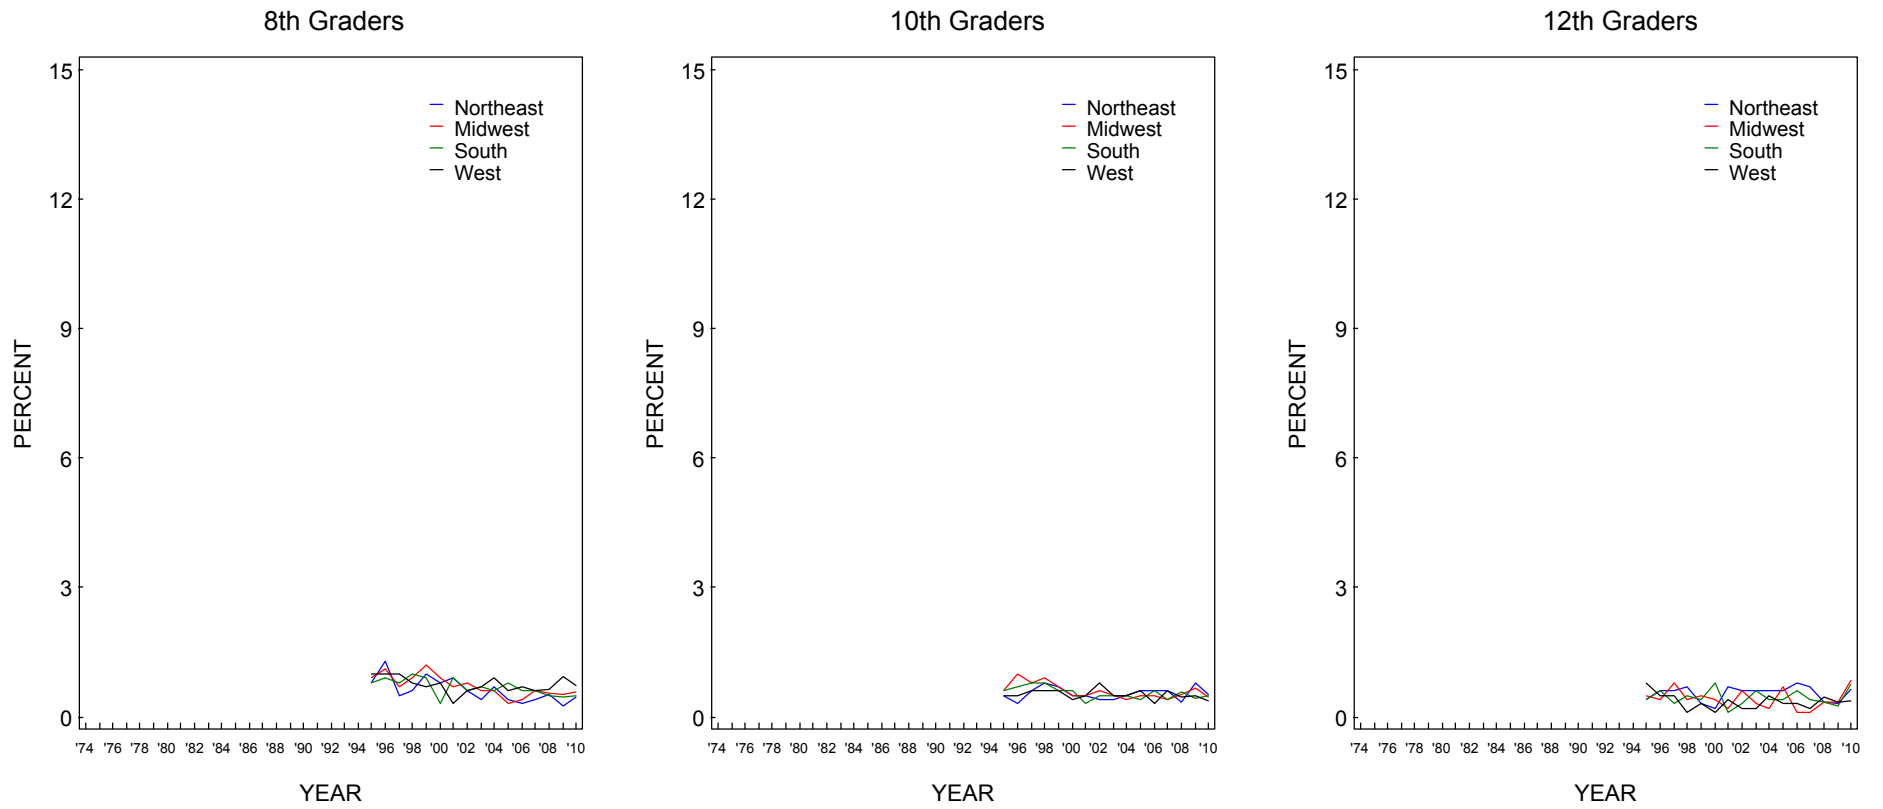 8th Graders
15
12
9
6
3
0
PERCENT
Northeast
Midwest
South
West
'74 '76 '78 '80 '82 '84 '86 '88 '90 '92 '94 '96 '98 '00 '02 '04 '06 '08 '10
YEAR
10th Graders
15
12
9
6
3
0
PERCENT
Northeast
Midwest
South
West
'74 '76 '78 '80 '82 '84 '86 '88 '90 '92 '94 '96 '98 '00 '02 '04 '06 '08 '10
YEAR
12th Graders
15
12
9
6
3
0
PERCENT
Northeast
Midwest
South
West
'74 '76 '78 '80 '82 '84 '86 '88 '90 '92 '94 '96 '98 '00 '02 '04 '06 '08 '10
YEAR